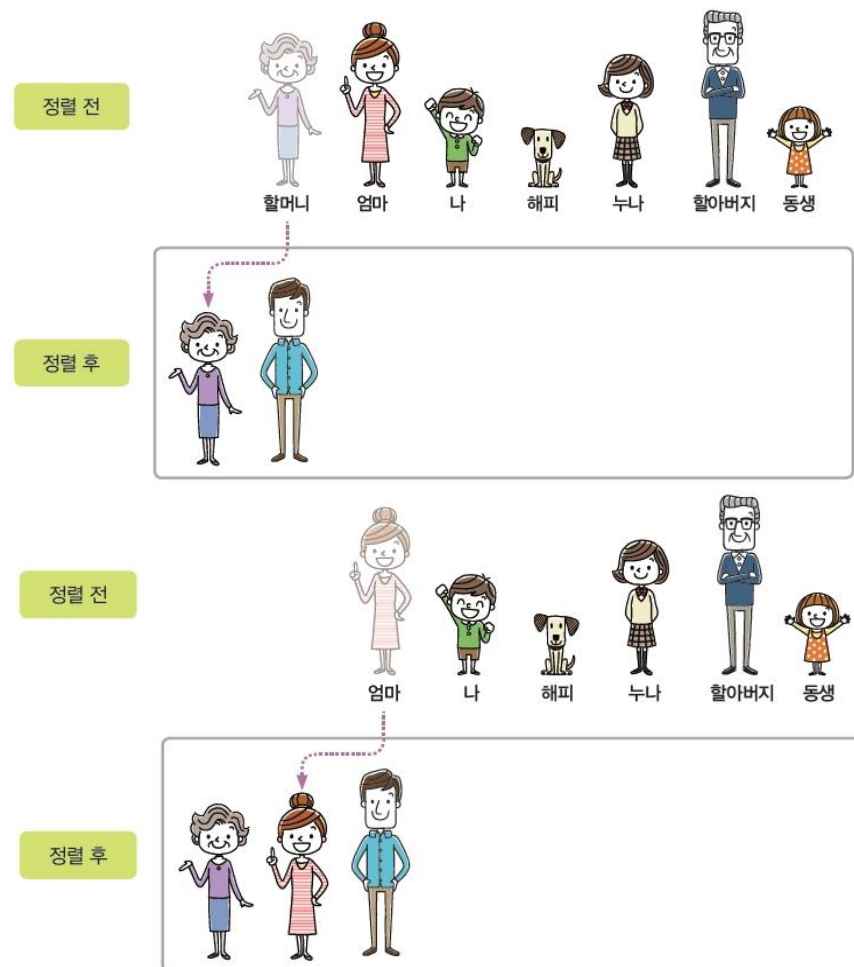 정렬 전
할머니 엄마 나 해피 누나 할아버지 동생
정렬 후
정렬 전
엄마 나 해피 누나 할아버지 동생
정렬 후